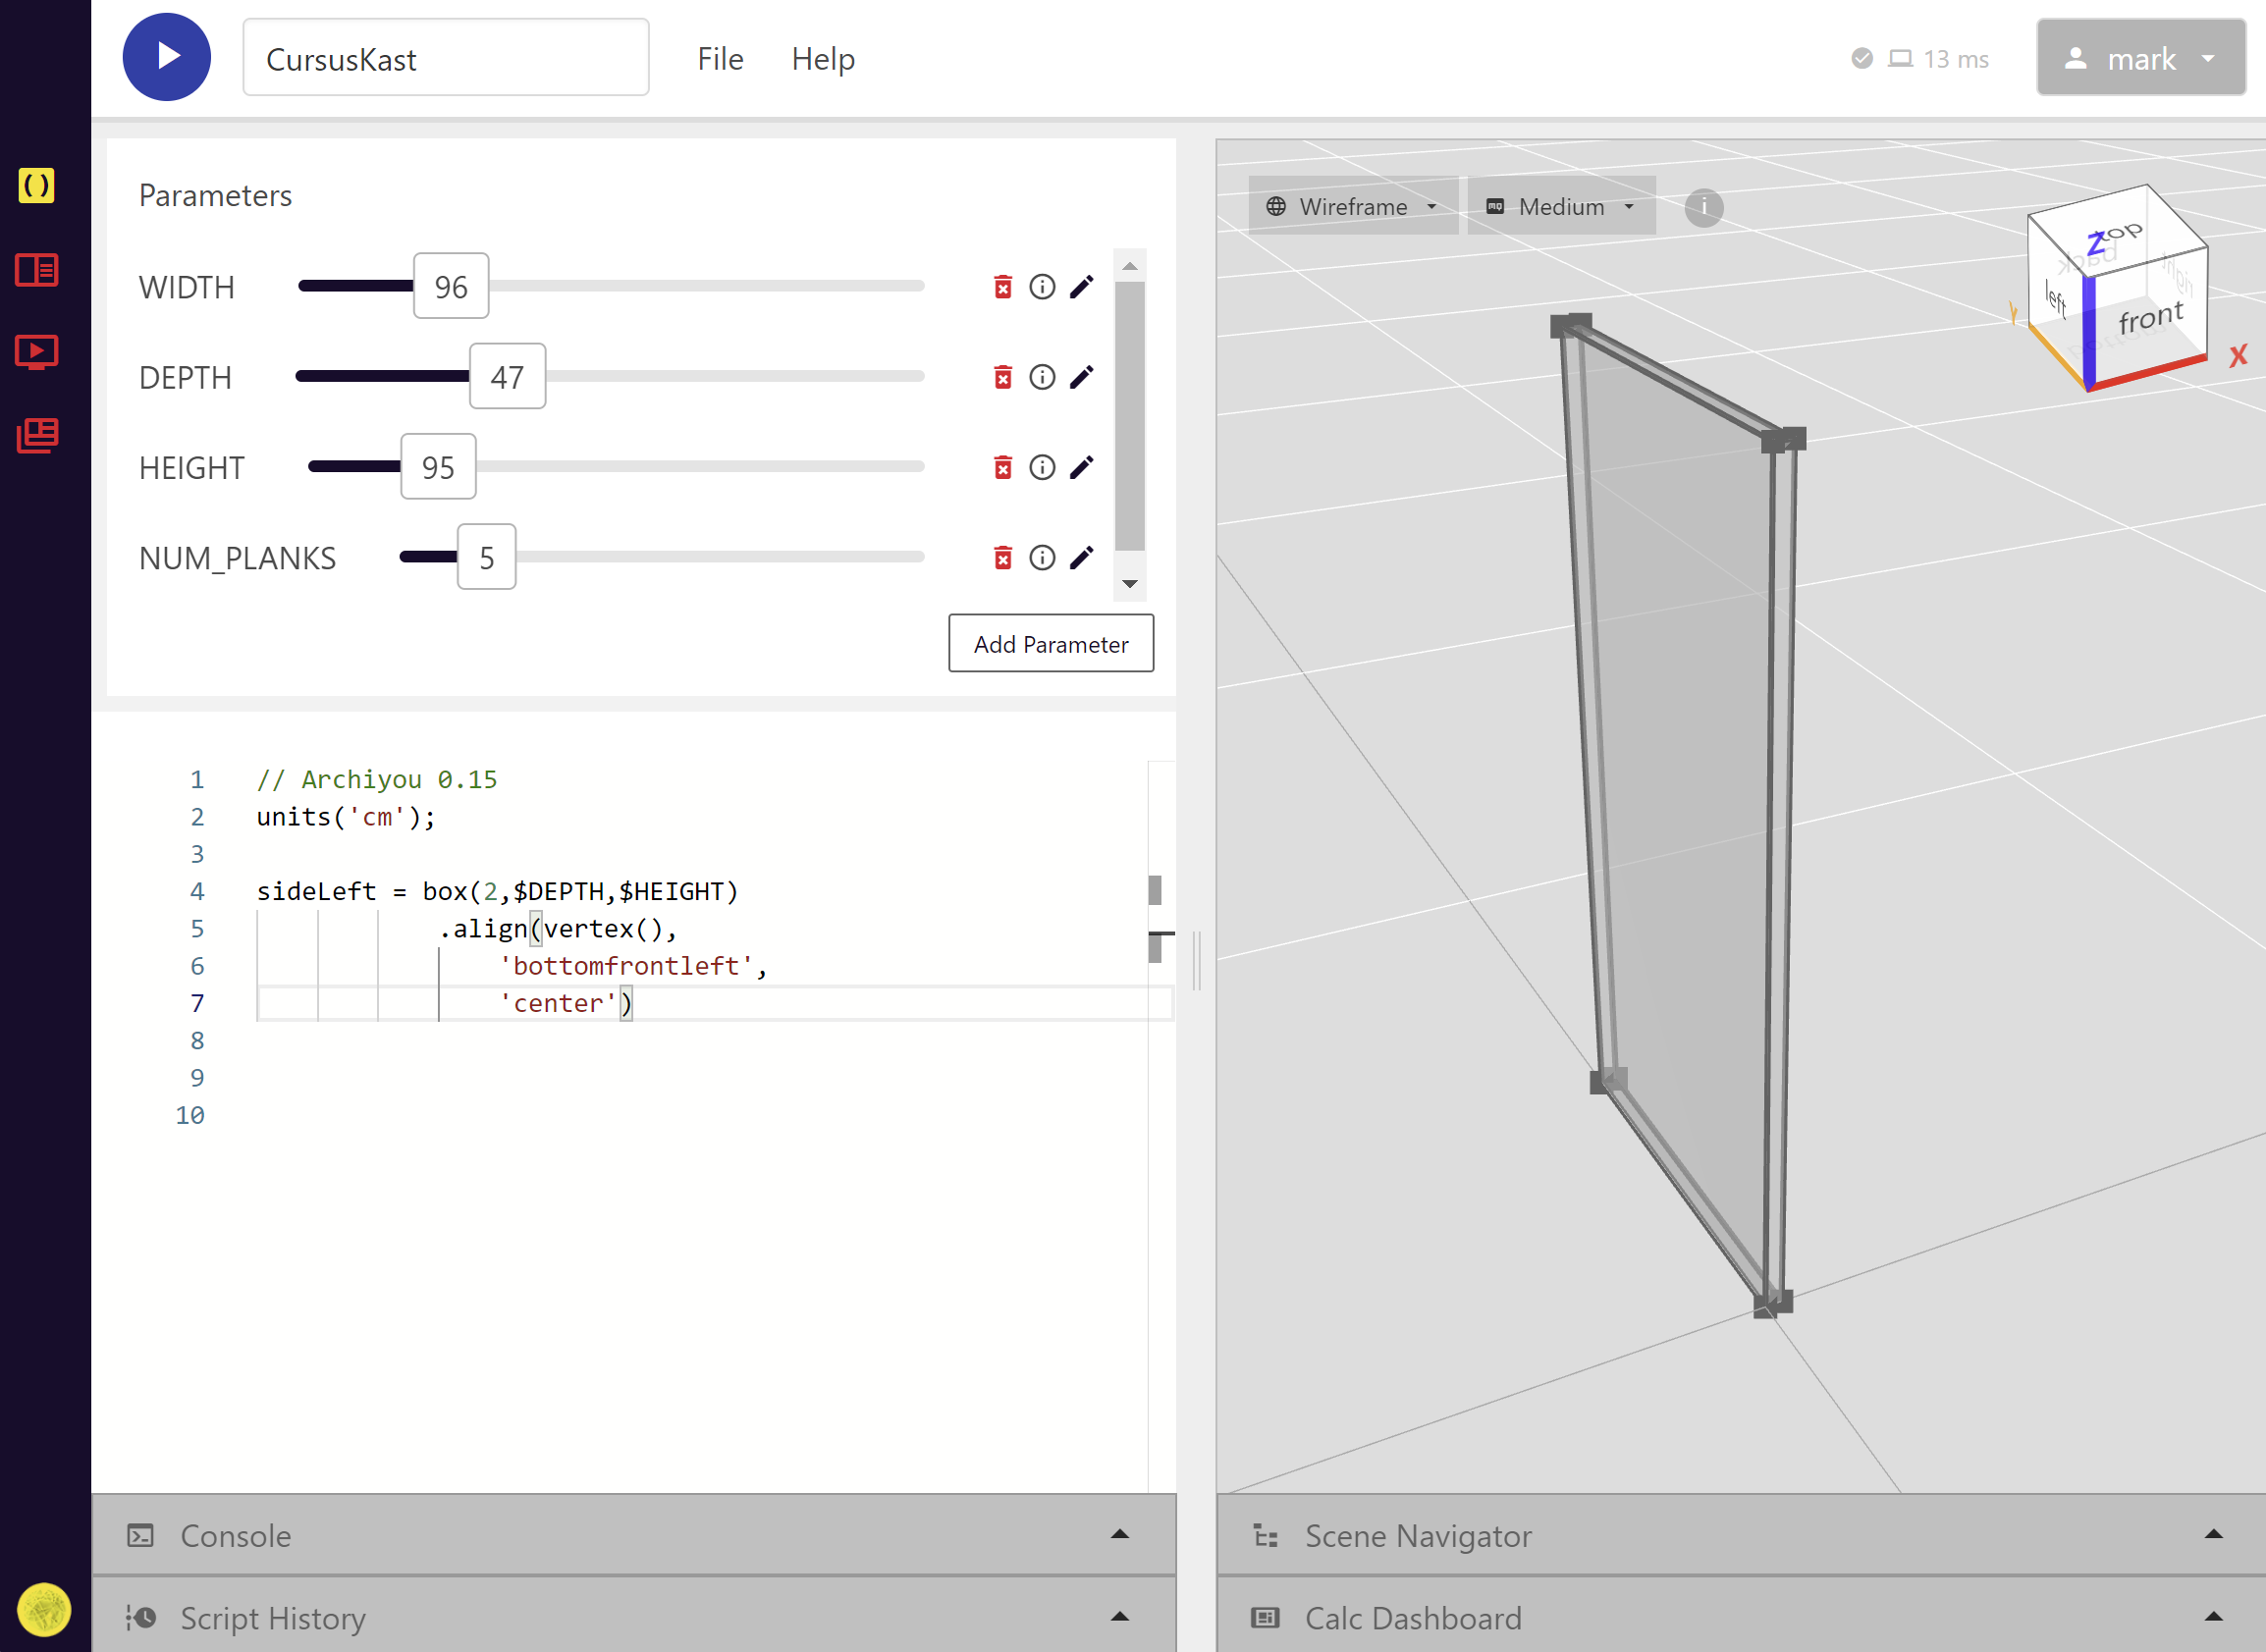 CursusKast
File
Help
13 ms
mark
()
Parameters
WIDTH
96
DEPTH
47
HEIGHT
95
NUM_PLANKS
5
Add Parameter
1 // Archiyou 0.15
2 units('cm');
3
4 sideLeft = box(2,$DEPTH,$HEIGHT)
5 .align(vertex(),
6 'bottomfrontleft',
7 'center')
8
9
10
Console
Script History
Wireframe
MQ Medium
i
top
Z
back
right
left
front
bottom
Y
X
Scene Navigator
Calc Dashboard